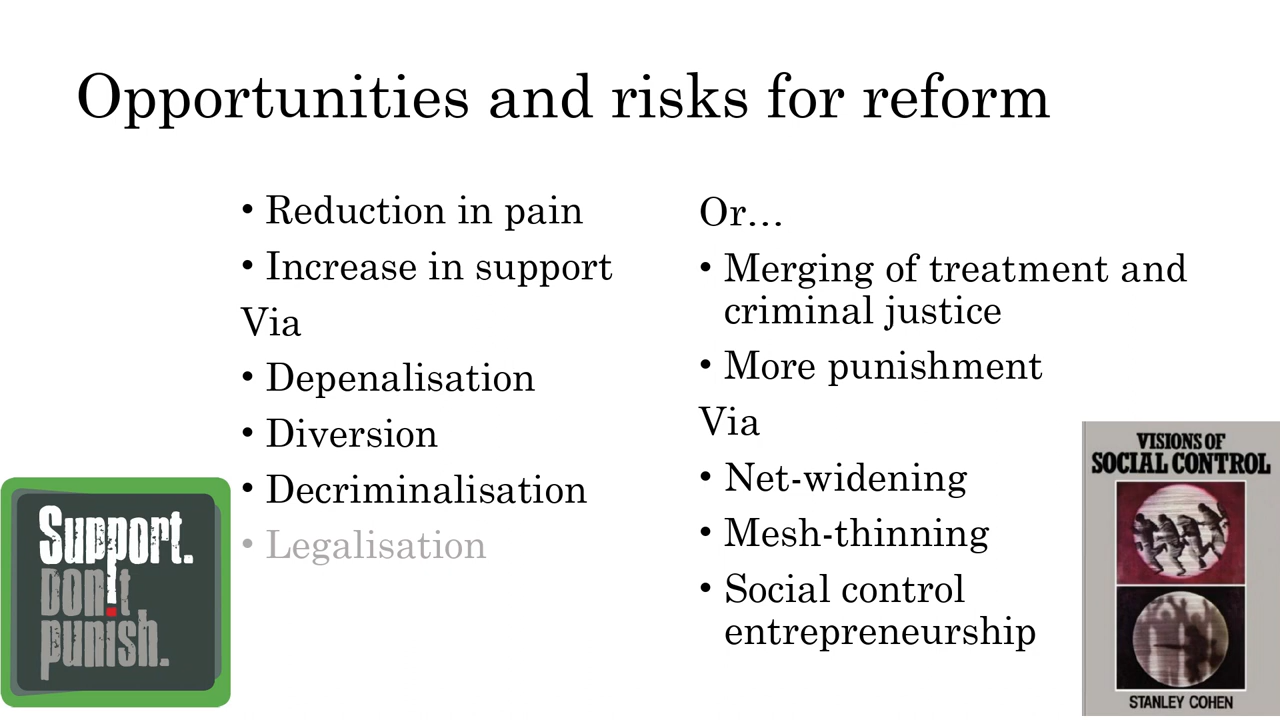 Opportunities and risks for reform
• Reduction in pain
• Increase in support
Via
• Depenalisation
• Diversion
• Decriminalisation
• Legalisation
Or…
• Merging of treatment and
criminal justice
• More punishment
Via
• Net-widening
• Mesh-thinning
• Social control
entrepreneurship
Support.
Don't
punish.
VISIONS OF
SOCIAL CONTROL
STANLEY COHEN